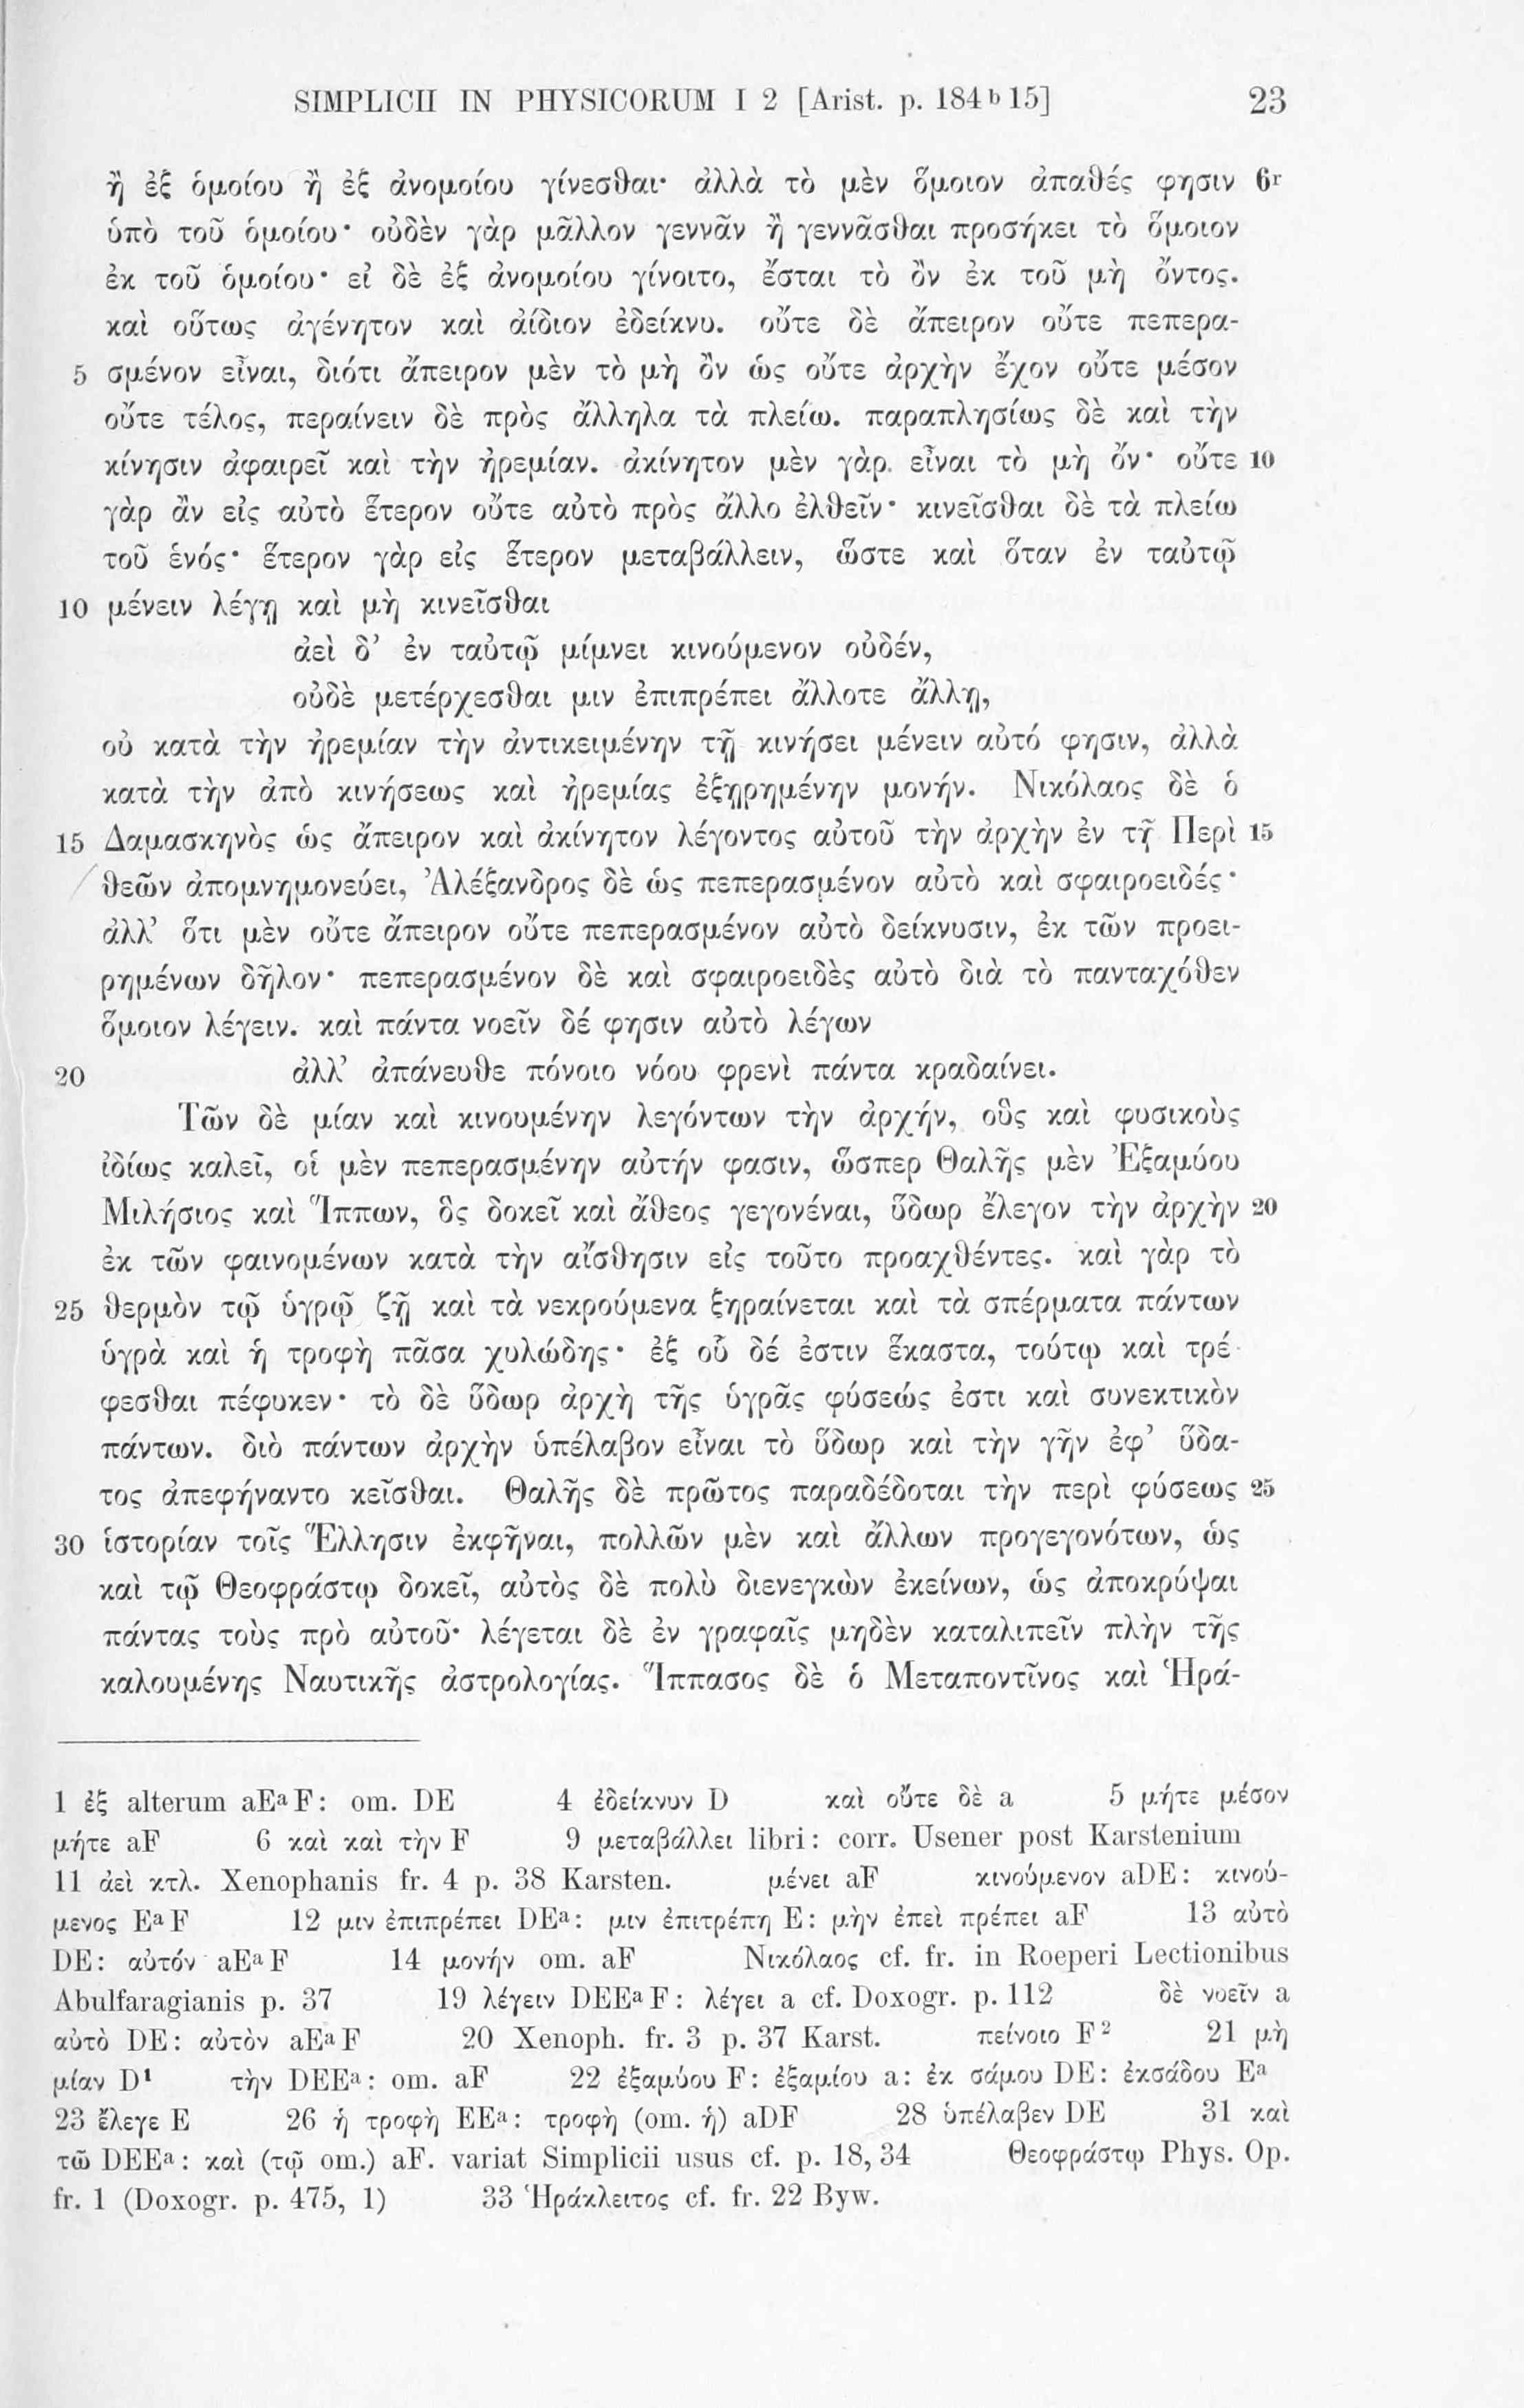 SIMPLICII IN PHYSICORUM I 2 [Arist. p. 184 b 15] 23
ἢ ἐξ ὁμοίου ἢ ἐξ ἀνομοίου γίνεσθαι· ἀλλὰ τὸ μὲν ὅμοιον ἀπαθές φησιν 6r
ὑπὸ τοῦ ὁμοίου· οὐδὲν γὰρ μᾶλλον γεννᾶν ἢ γεννᾶσθαι προσήκει τὸ ὅμοιον
ἐκ τοῦ ὁμοίου· εἰ δὲ ἐξ ἀνομοίου γίνοιτο, ἔσται τὸ ὂν ἐκ τοῦ μὴ ὄντος.
καὶ οὕτως ἀγένητον καὶ ἀίδιον ἐδείκνυ. οὔτε δὲ ἄπειρον οὔτε πεπερα-
5 σμένον εἶναι, διότι ἄπειρον μὲν τὸ μὴ ὂν ὡς οὔτε ἀρχὴν ἔχον οὔτε μέσον
οὔτε τέλος, περαίνειν δὲ πρὸς ἄλληλα τὰ πλείω. παραπλησίως δὲ καὶ τὴν
κίνησιν ἀφαιρεῖ καὶ τὴν ἠρεμίαν. ἀκίνητον μὲν γὰρ εἶναι τὸ μὴ ὄν· οὔτε 10
γὰρ ἂν εἰς αὐτὸ ἕτερον οὔτε αὐτὸ πρὸς ἄλλο ἐλθεῖν· κινεῖσθαι δὲ τὰ πλείω
τοῦ ἑνός· ἕτερον γὰρ εἰς ἕτερον μεταβάλλειν, ὥστε καὶ ὅταν ἐν ταὐτῷ
10 μένειν λέγῃ καὶ μὴ κινεῖσθαι
ἀεὶ δ’ ἐν ταὐτῷ μίμνει κινούμενον οὐδέν,
οὐδὲ μετέρχεσθαι μιν ἐπιπρέπει ἄλλοτε ἄλλῃ,
οὐ κατὰ τὴν ἠρεμίαν τὴν ἀντικειμένην τῇ κινήσει μένειν αὐτό φησιν, ἀλλὰ
κατὰ τὴν ἀπὸ κινήσεως καὶ ἠρεμίας ἐξῃρημένην μονήν. Νικόλαος δὲ ὁ
15 Δαμασκηνὸς ὡς ἄπειρον καὶ ἀκίνητον λέγοντος αὐτοῦ τὴν ἀρχὴν ἐν τῇ Περὶ 15
θεῶν ἀπομνημονεύει, Ἀλέξανδρος δὲ ὡς πεπερασμένον αὐτὸ καὶ σφαιροειδές·
ἀλλ’ ὅτι μὲν οὔτε ἄπειρον οὔτε πεπερασμένον αὐτὸ δείκνυσιν, ἐκ τῶν προει-
ρημένων δῆλον· πεπερασμένον δὲ καὶ σφαιροειδὲς αὐτὸ διὰ τὸ πανταχόθεν
ὅμοιον λέγειν. καὶ πάντα νοεῖν δέ φησιν αὐτὸ λέγων
20 ἀλλ’ ἀπάνευθε πόνοιο νόου φρενὶ πάντα κραδαίνει.
Τῶν δὲ μίαν καὶ κινουμένην λεγόντων τὴν ἀρχήν, οὓς καὶ φυσικοὺς
ἰδίως καλεῖ, οἱ μὲν πεπερασμένην αὐτήν φασιν, ὥσπερ Θαλῆς μὲν Ἐξαμύου
Μιλήσιος καὶ Ἵππων, ὃς δοκεῖ καὶ ἄθεος γεγονέναι, ὕδωρ ἔλεγον τὴν ἀρχὴν 20
ἐκ τῶν φαινομένων κατὰ τὴν αἴσθησιν εἰς τοῦτο προαχθέντες. καὶ γὰρ τὸ
25 θερμὸν τῷ ὑγρῷ ζῇ καὶ τὰ νεκρούμενα ξηραίνεται καὶ τὰ σπέρματα πάντων
ὑγρὰ καὶ ἡ τροφὴ πᾶσα χυλώδης· ἐξ οὗ δέ ἐστιν ἕκαστα, τούτῳ καὶ τρέ-
φεσθαι πέφυκεν· τὸ δὲ ὕδωρ ἀρχὴ τῆς ὑγρᾶς φύσεώς ἐστι καὶ συνεκτικὸν
πάντων. διὸ πάντων ἀρχὴν ὑπέλαβον εἶναι τὸ ὕδωρ καὶ τὴν γῆν ἐφ’ ὕδα-
τος ἀπεφήναντο κεῖσθαι. Θαλῆς δὲ πρῶτος παραδέδοται τὴν περὶ φύσεως 25
30 ἱστορίαν τοῖς Ἕλλησιν ἐκφῆναι, πολλῶν μὲν καὶ ἄλλων προγεγονότων, ὡς
καὶ τῷ Θεοφράστῳ δοκεῖ, αὐτὸς δὲ πολὺ διενεγκὼν ἐκείνων, ὡς ἀποκρύψαι
πάντας τοὺς πρὸ αὐτοῦ· λέγεται δὲ ἐν γραφαῖς μηδὲν καταλιπεῖν πλὴν τῆς
καλουμένης Ναυτικῆς ἀστρολογίας. Ἵππασος δὲ ὁ Μεταποντῖνος καὶ Ἡρά-
1 ἐξ alterum aEaF: om. DE 4 ἐδείκνυν D καὶ οὔτε δὲ a 5 μήτε μέσον
μήτε aF 6 καὶ καὶ τὴν F 9 μεταβάλλει libri: corr. Usener post Karstenium
11 ἀεὶ κτλ. Xenophanis fr. 4 p. 38 Karsten. μένει aF κινούμενον aDE: κινού-
μενος EaF 12 μιν ἐπιπρέπει DEa: μιν ἐπιτρέπῃ E: μὴν ἐπεὶ πρέπει aF 13 αὐτὸ
DE: αὐτόν aEaF 14 μονήν om. aF Νικόλαος cf. fr. in Roeperi Lectionibus
Abulfaragianis p. 37 19 λέγειν DEEaF: λέγει a cf. Doxogr. p. 112 δὲ νοεῖν a
αὐτὸ DE: αὐτὸν aEaF 20 Xenoph. fr. 3 p. 37 Karst. πείνοιο F2 21 μὴ
μίαν D1 τὴν DEEa: om. aF 22 ἐξαμύου F: ἐξαμίου a: ἐκ σάμου DE: ἐκσάδου Ea
23 ἔλεγε E 26 ἡ τροφὴ EEa: τροφὴ (om. ἡ) aDF 28 ὑπέλαβεν DE 31 καὶ
τῶ DEEa: καὶ (τῷ om.) aF. variat Simplicii usus cf. p. 18, 34 Θεοφράστῳ Phys. Op.
fr. 1 (Doxogr. p. 475, 1) 33 Ἡράκλειτος cf. fr. 22 Byw.